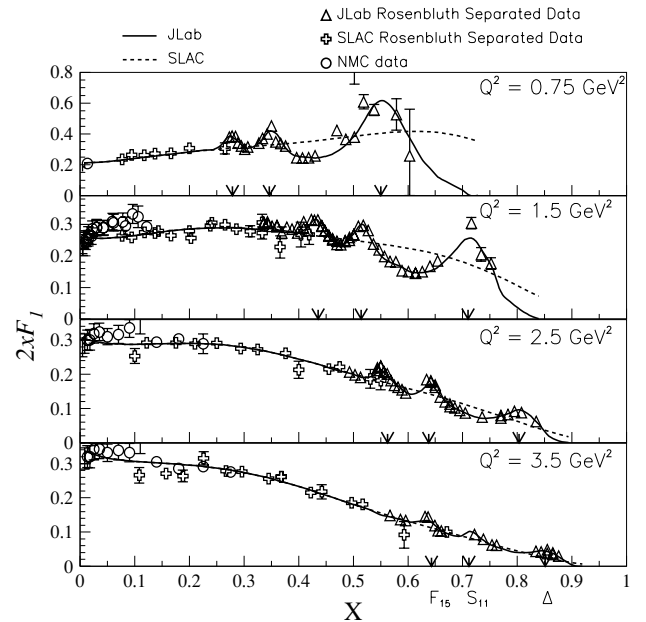 JLab
SLAC
JLab Rosenbluth Separated Data
SLAC Rosenbluth Separated Data
NMC data
Q² = 0.75 GeV²
0.8
0.6
0.4
0.2
0
Q² = 1.5 GeV²
0.3
0.2
0.1
0
2xF₁
Q² = 2.5 GeV²
0.3
0.2
0.1
0
Q² = 3.5 GeV²
0.3
0.2
0.1
0
0 0.1 0.2 0.3 0.4 0.5 0.6 0.7 0.8 0.9 1
X
F₁₅ S₁₁ Δ